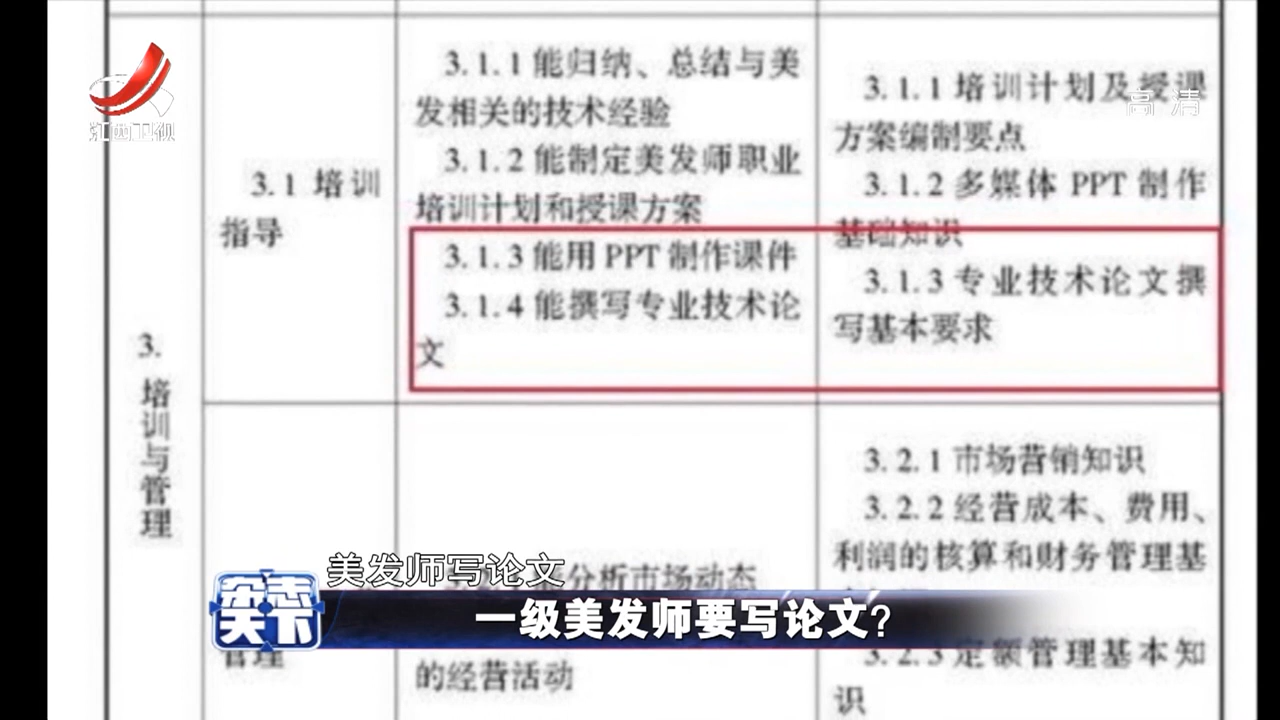 江西卫视
高清
3.1.1能归纳、总结与美
发相关的技术经验
3.1.2能制定美发师职业
培训计划和授课方案
3.1.3能用PPT制作课件
3.1.4能撰写专业技术论
文
3.1.1培训计划及授课
方案编制要点
3.1.2多媒体PPT制作
基础知识
3.1.3专业技术论文撰
写基本要求
3.1培训
指导
3.
培
训
与
管
理
3.2.1市场营销知识
3.2.2经营成本、费用、
利润的核算和财务管理基
分析市场动态
的经营活动
管理
3.2.3定额管理基本知
识
美发师写论文
杂志
天下
一级美发师要写论文?